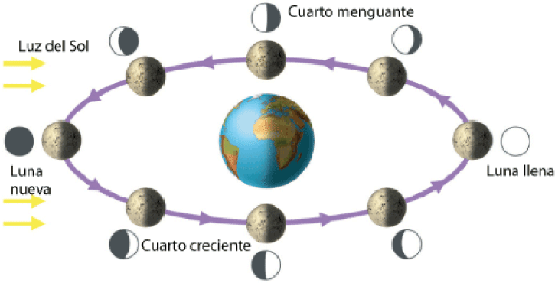 Cuarto menguante
Luz del Sol
Luna
nueva
Luna llena
Cuarto creciente